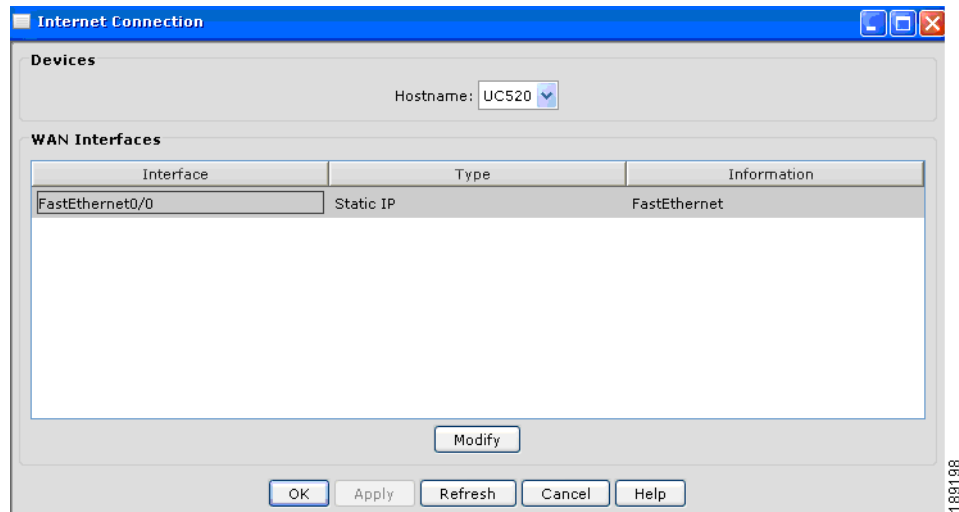 Internet Connection
Devices
Hostname: UC520
WAN Interfaces
Interface Type Information
FastEthernet0/0 Static IP FastEthernet
Modify
OK Apply Refresh Cancel Help
189198